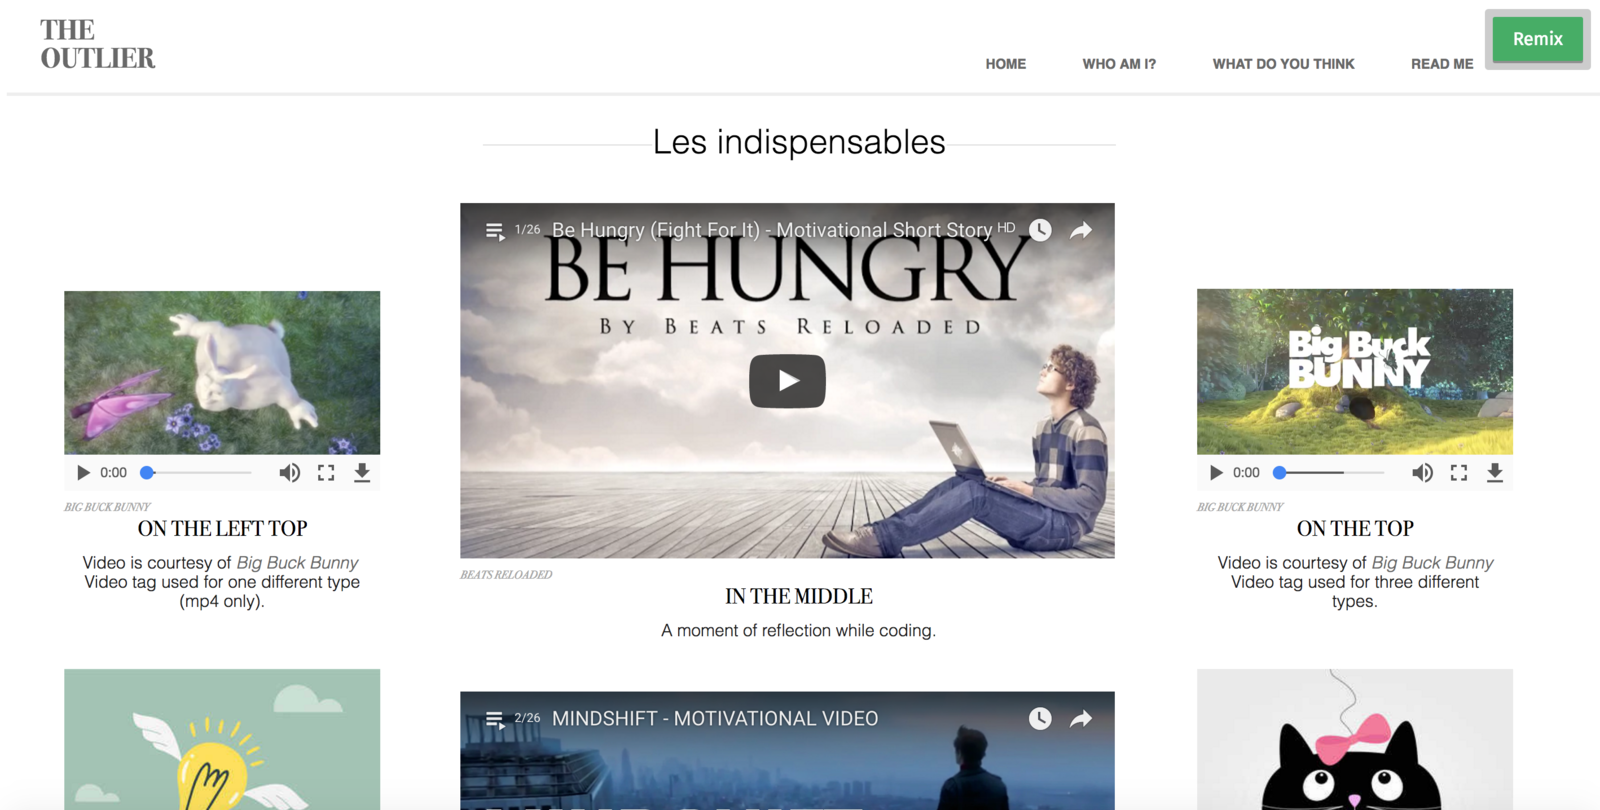 THE
OUTLIER
HOME
WHO AM I?
WHAT DO YOU THINK
READ ME
Remix
Les indispensables
0:00
BIG BUCK BUNNY
ON THE LEFT TOP
Video is courtesy of Big Buck Bunny
Video tag used for one different type
(mp4 only).
1/26 Be Hungry (Fight For It) - Motivational Short Story HD
BE HUNGRY
BY BEATS RELOADED
BEATS RELOADED
IN THE MIDDLE
A moment of reflection while coding.
2/26 MINDSHIFT - MOTIVATIONAL VIDEO
Big Buck
BUNNY
0:00
BIG BUCK BUNNY
ON THE TOP
Video is courtesy of Big Buck Bunny
Video tag used for three different
types.